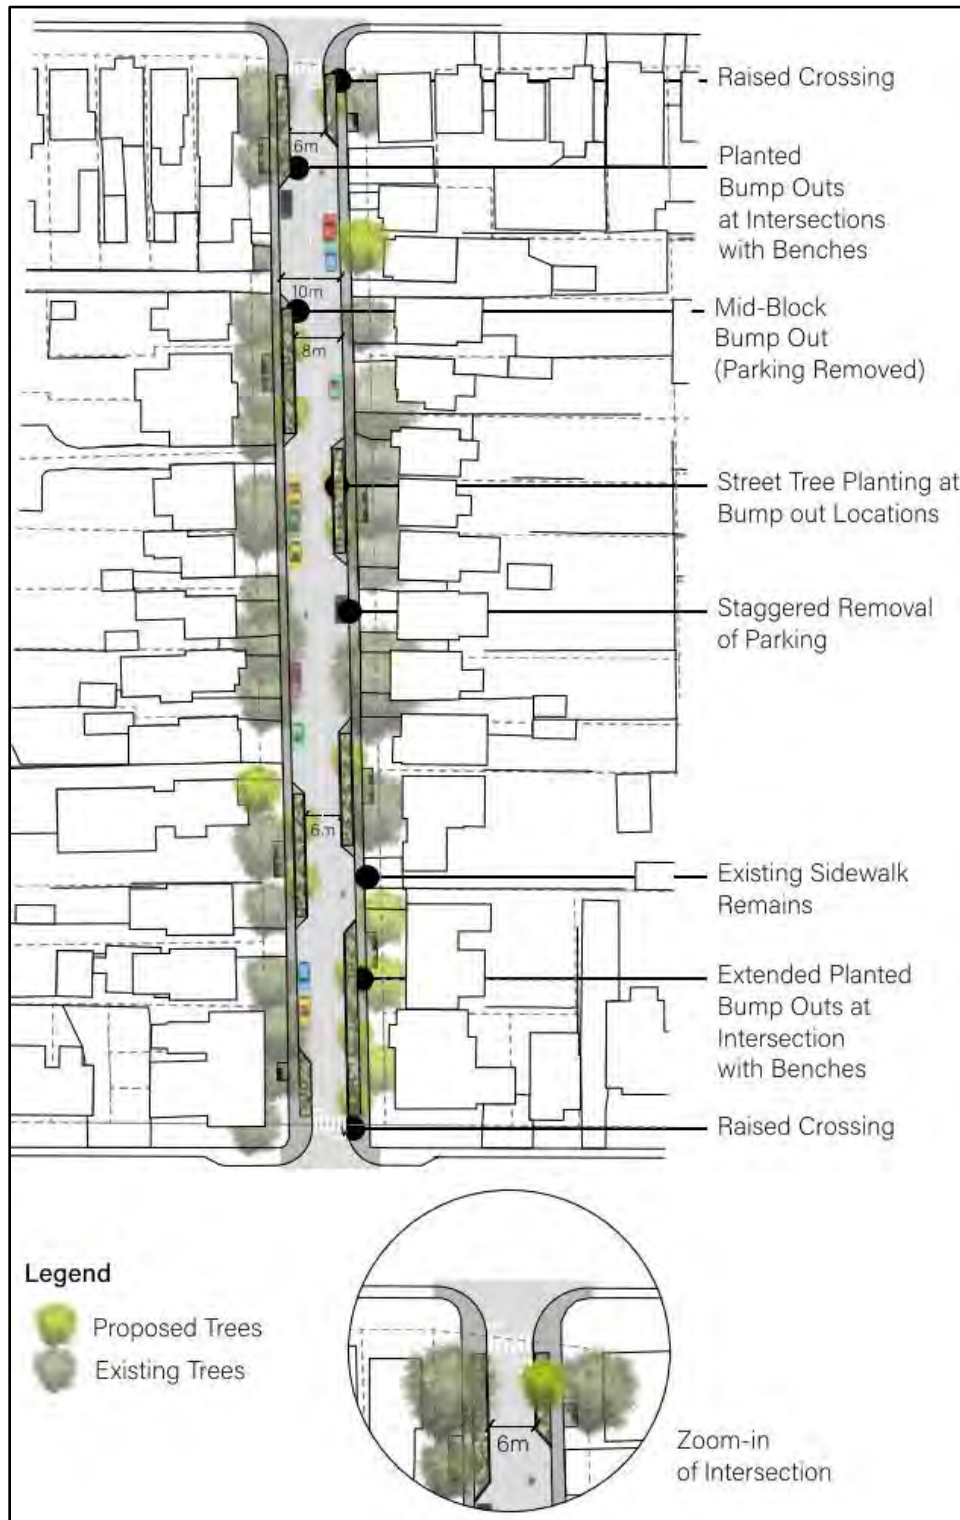 Raised Crossing
6m
Planted
Bump Outs
at Intersections
with Benches
10m
Mid-Block
Bump Out
(Parking Removed)
8m
Street Tree Planting at
Bump out Locations
Staggered Removal
of Parking
6m
Existing Sidewalk
Remains
Extended Planted
Bump Outs at
Intersection
with Benches
Raised Crossing
Legend
Proposed Trees
Existing Trees
6m
Zoom-in
of Intersection